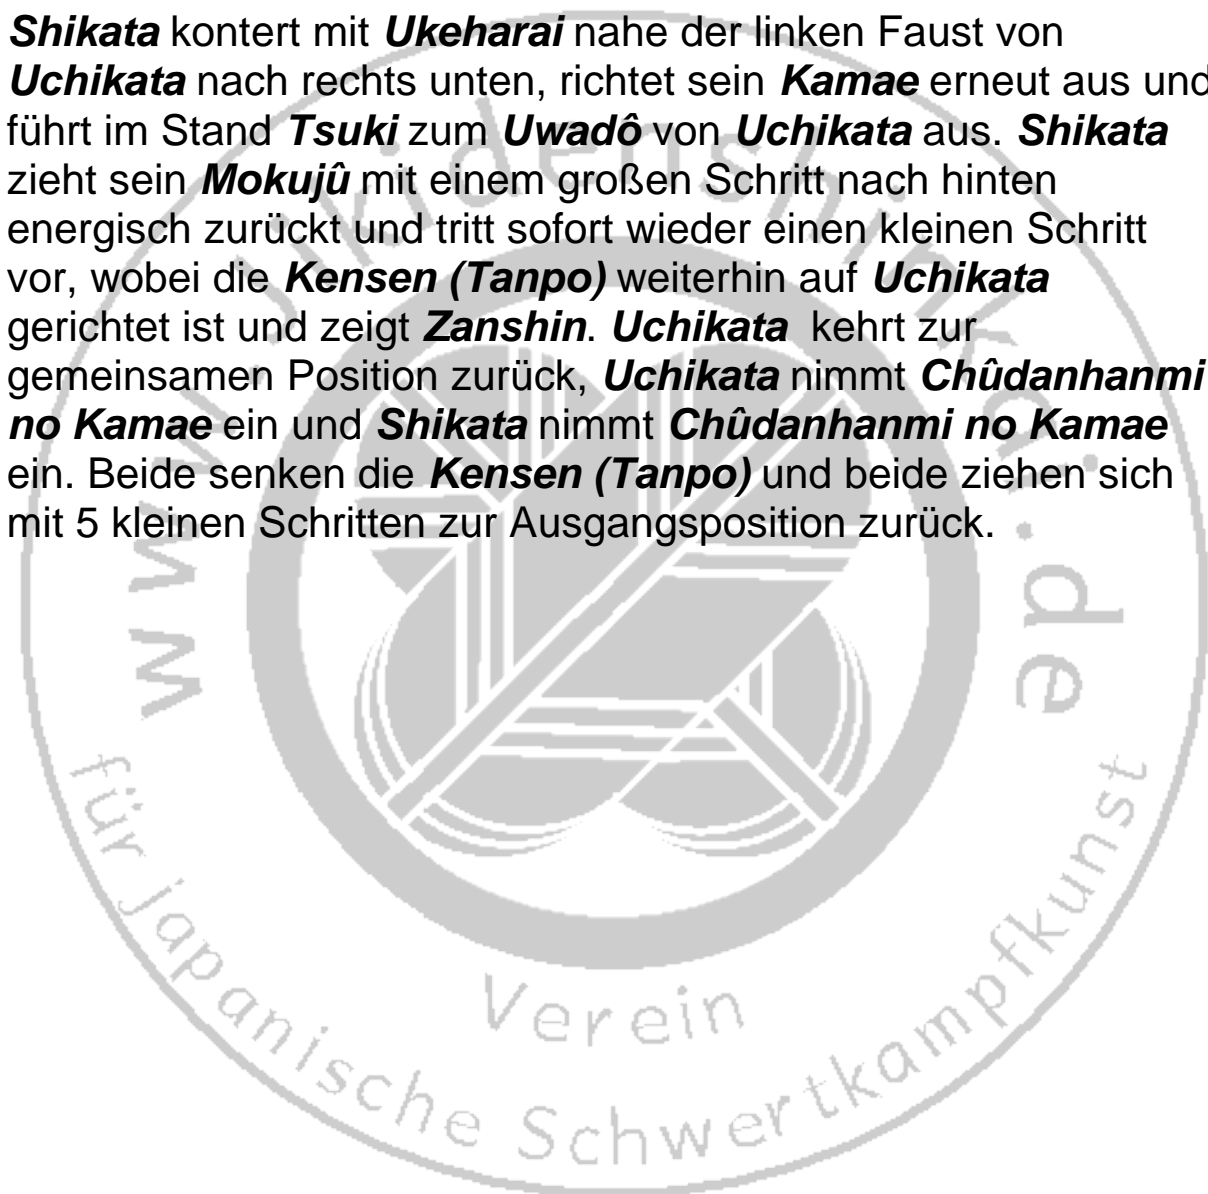 Shikata kontert mit Ukeharai nahe der linken Faust von
Uchikata nach rechts unten, richtet sein Kamae erneut aus und
führt im Stand Tsuki zum Uwadô von Uchikata aus. Shikata
zieht sein Mokujû mit einem großen Schritt nach hinten
energisch zurückt und tritt sofort wieder einen kleinen Schritt
vor, wobei die Kensen (Tanpo) weiterhin auf Uchikata
gerichtet ist und zeigt Zanshin. Uchikata  kehrt zur
gemeinsamen Position zurück, Uchikata nimmt Chûdanhanmi
no Kamae ein und Shikata nimmt Chûdanhanmi no Kamae
ein. Beide senken die Kensen (Tanpo) und beide ziehen sich
mit 5 kleinen Schritten zur Ausgangsposition zurück.
www.jikidenshinkai.de
Verein
für japanische Schwertkampfkunst